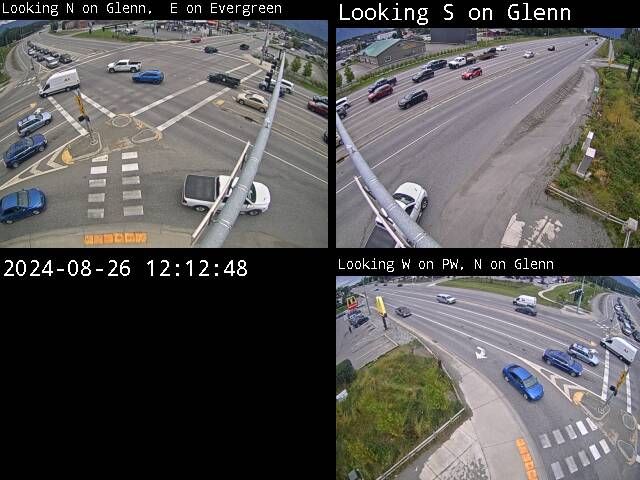 Looking N on Glenn, E on Evergreen
Looking S on Glenn
2024-08-26 12:12:48
Looking W on PW, N on Glenn